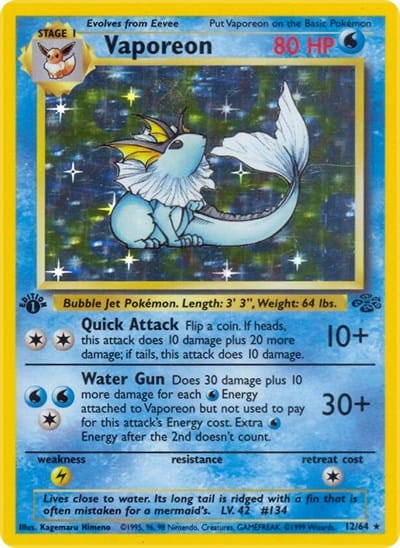 Evolves from Eevee Put Vaporeon on the Basic Pokémon
STAGE 1
Vaporeon 80 HP
EDITION
1
Bubble Jet Pokémon. Length: 3' 3", Weight: 64 lbs.
Quick Attack Flip a coin. If heads,
this attack does 10 damage plus 20 more
damage; if tails, this attack does 10 damage.
10+
Water Gun Does 30 damage plus 10
more damage for each Energy
attached to Vaporeon but not used to pay
for this attack's Energy cost. Extra
Energy after the 2nd doesn't count.
30+
weakness resistance retreat cost
Lives close to water. Its long tail is ridged with a fin that is
often mistaken for a mermaid's. LV. 42 #134
Illus. Kagemaru Himeno ©1995, 96, 98 Nintendo, Creatures, GAMEFREAK. ©1999 Wizards. 12/64 ★